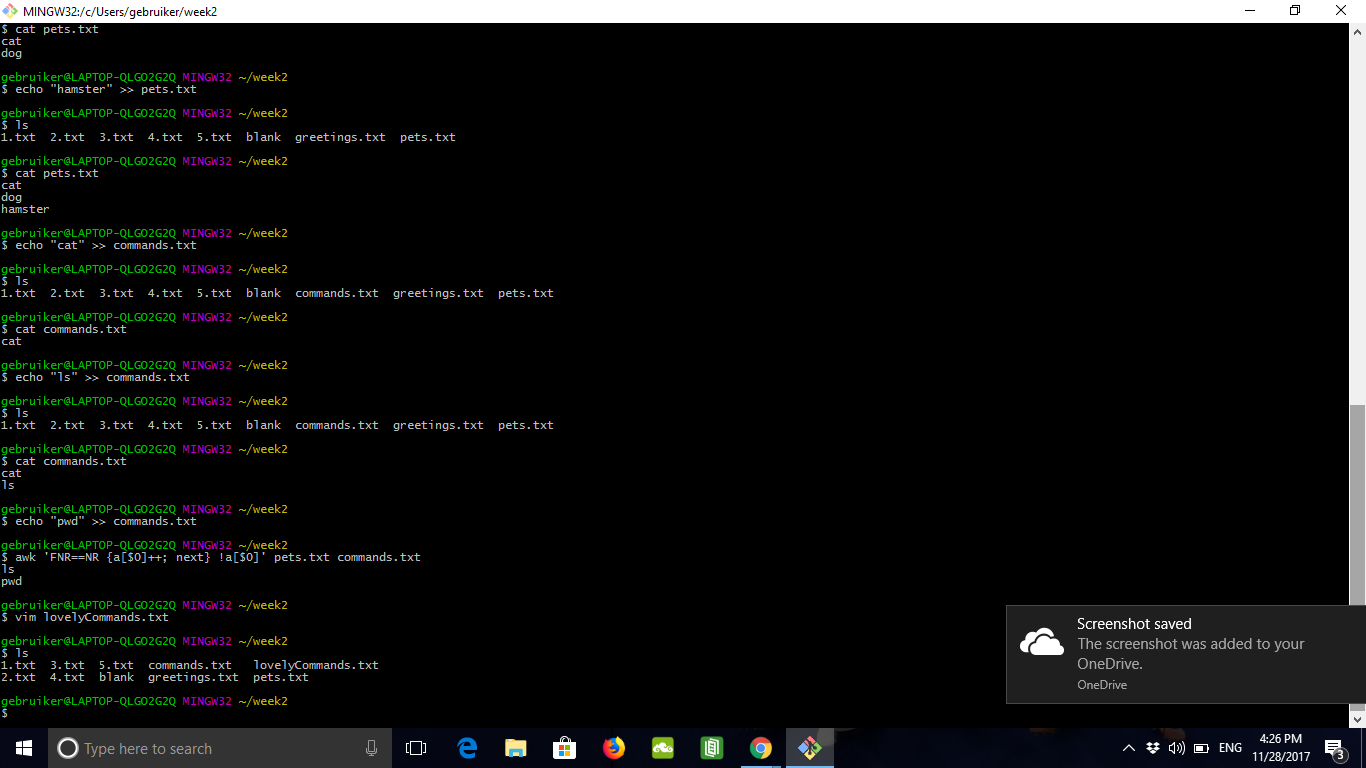 MINGW32:/c/Users/gebruiker/week2
$ cat pets.txt
cat
dog
gebruiker@LAPTOP-QLGO2G2Q MINGW32 ~/week2
$ echo "hamster" >> pets.txt
gebruiker@LAPTOP-QLGO2G2Q MINGW32 ~/week2
$ ls
1.txt  2.txt  3.txt  4.txt  5.txt  blank  greetings.txt  pets.txt
gebruiker@LAPTOP-QLGO2G2Q MINGW32 ~/week2
$ cat pets.txt
cat
dog
hamster
gebruiker@LAPTOP-QLGO2G2Q MINGW32 ~/week2
$ echo "cat" >> commands.txt
gebruiker@LAPTOP-QLGO2G2Q MINGW32 ~/week2
$ ls
1.txt  2.txt  3.txt  4.txt  5.txt  blank  commands.txt  greetings.txt  pets.txt
gebruiker@LAPTOP-QLGO2G2Q MINGW32 ~/week2
$ cat commands.txt
cat
gebruiker@LAPTOP-QLGO2G2Q MINGW32 ~/week2
$ echo "ls" >> commands.txt
gebruiker@LAPTOP-QLGO2G2Q MINGW32 ~/week2
$ ls
1.txt  2.txt  3.txt  4.txt  5.txt  blank  commands.txt  greetings.txt  pets.txt
gebruiker@LAPTOP-QLGO2G2Q MINGW32 ~/week2
$ cat commands.txt
cat
ls
gebruiker@LAPTOP-QLGO2G2Q MINGW32 ~/week2
$ echo "pwd" >> commands.txt
gebruiker@LAPTOP-QLGO2G2Q MINGW32 ~/week2
$ awk 'FNR==NR {a[$0]++; next} !a[$0]' pets.txt commands.txt
ls
pwd
gebruiker@LAPTOP-QLGO2G2Q MINGW32 ~/week2
$ vim lovelyCommands.txt
gebruiker@LAPTOP-QLGO2G2Q MINGW32 ~/week2
$ ls
1.txt  3.txt  5.txt  commands.txt   lovelyCommands.txt
2.txt  4.txt  blank  greetings.txt  pets.txt
gebruiker@LAPTOP-QLGO2G2Q MINGW32 ~/week2
$
Screenshot saved
The screenshot was added to your
OneDrive.
OneDrive
Type here to search
ENG
4:26 PM
11/28/2017
3